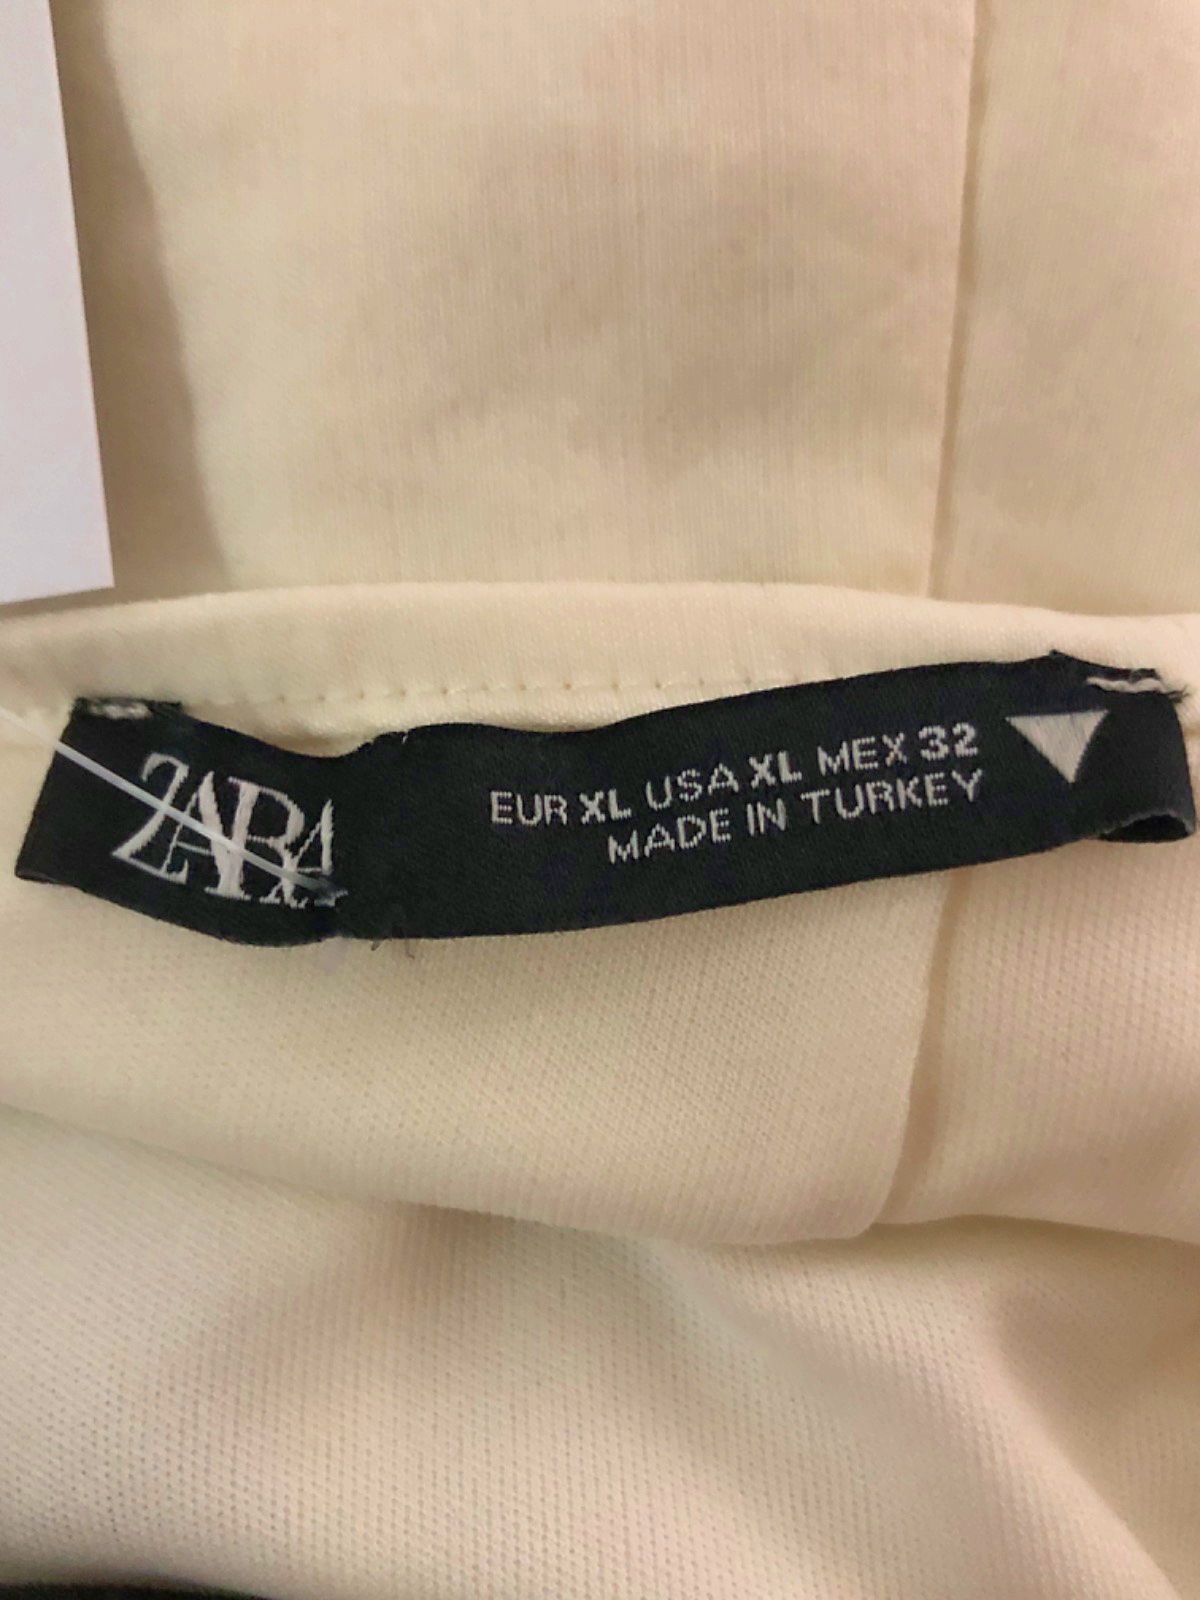 ZARA
EUR XL USA XL MEX 32
MADE IN TURKEY